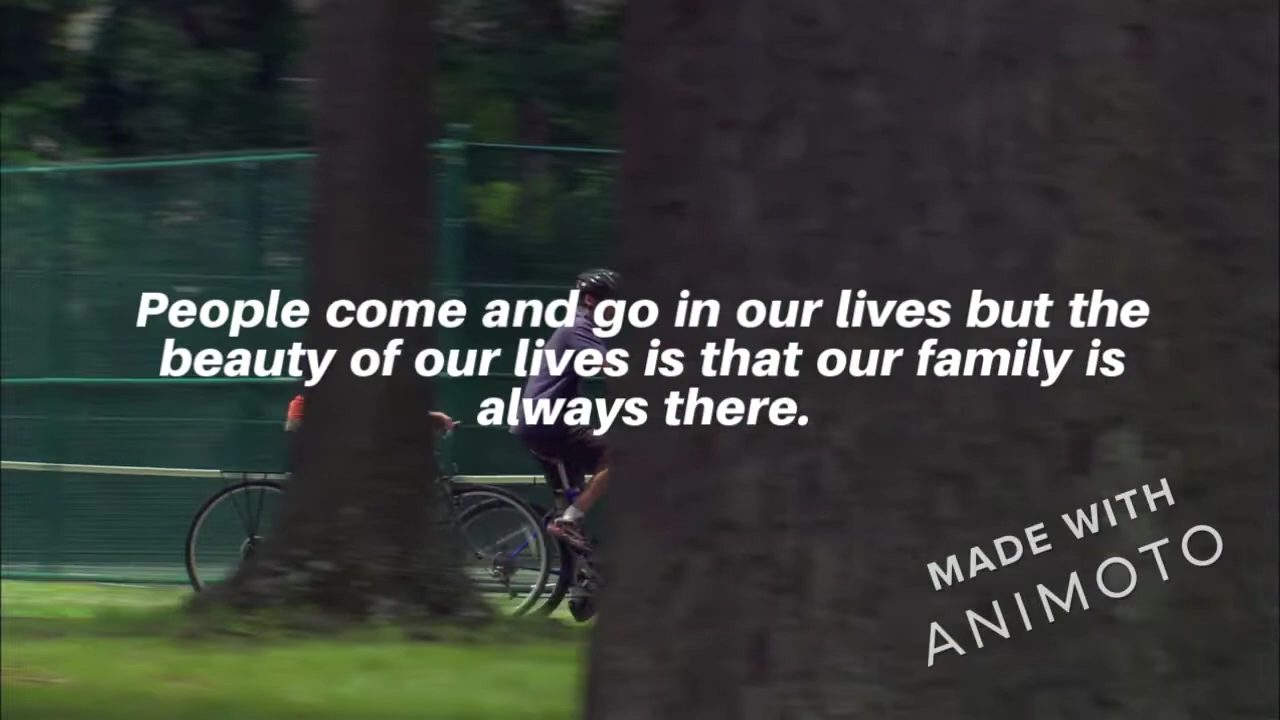 People come and go in our lives but the
beauty of our lives is that our family is
always there.
MADE WITH
ANIMOTO